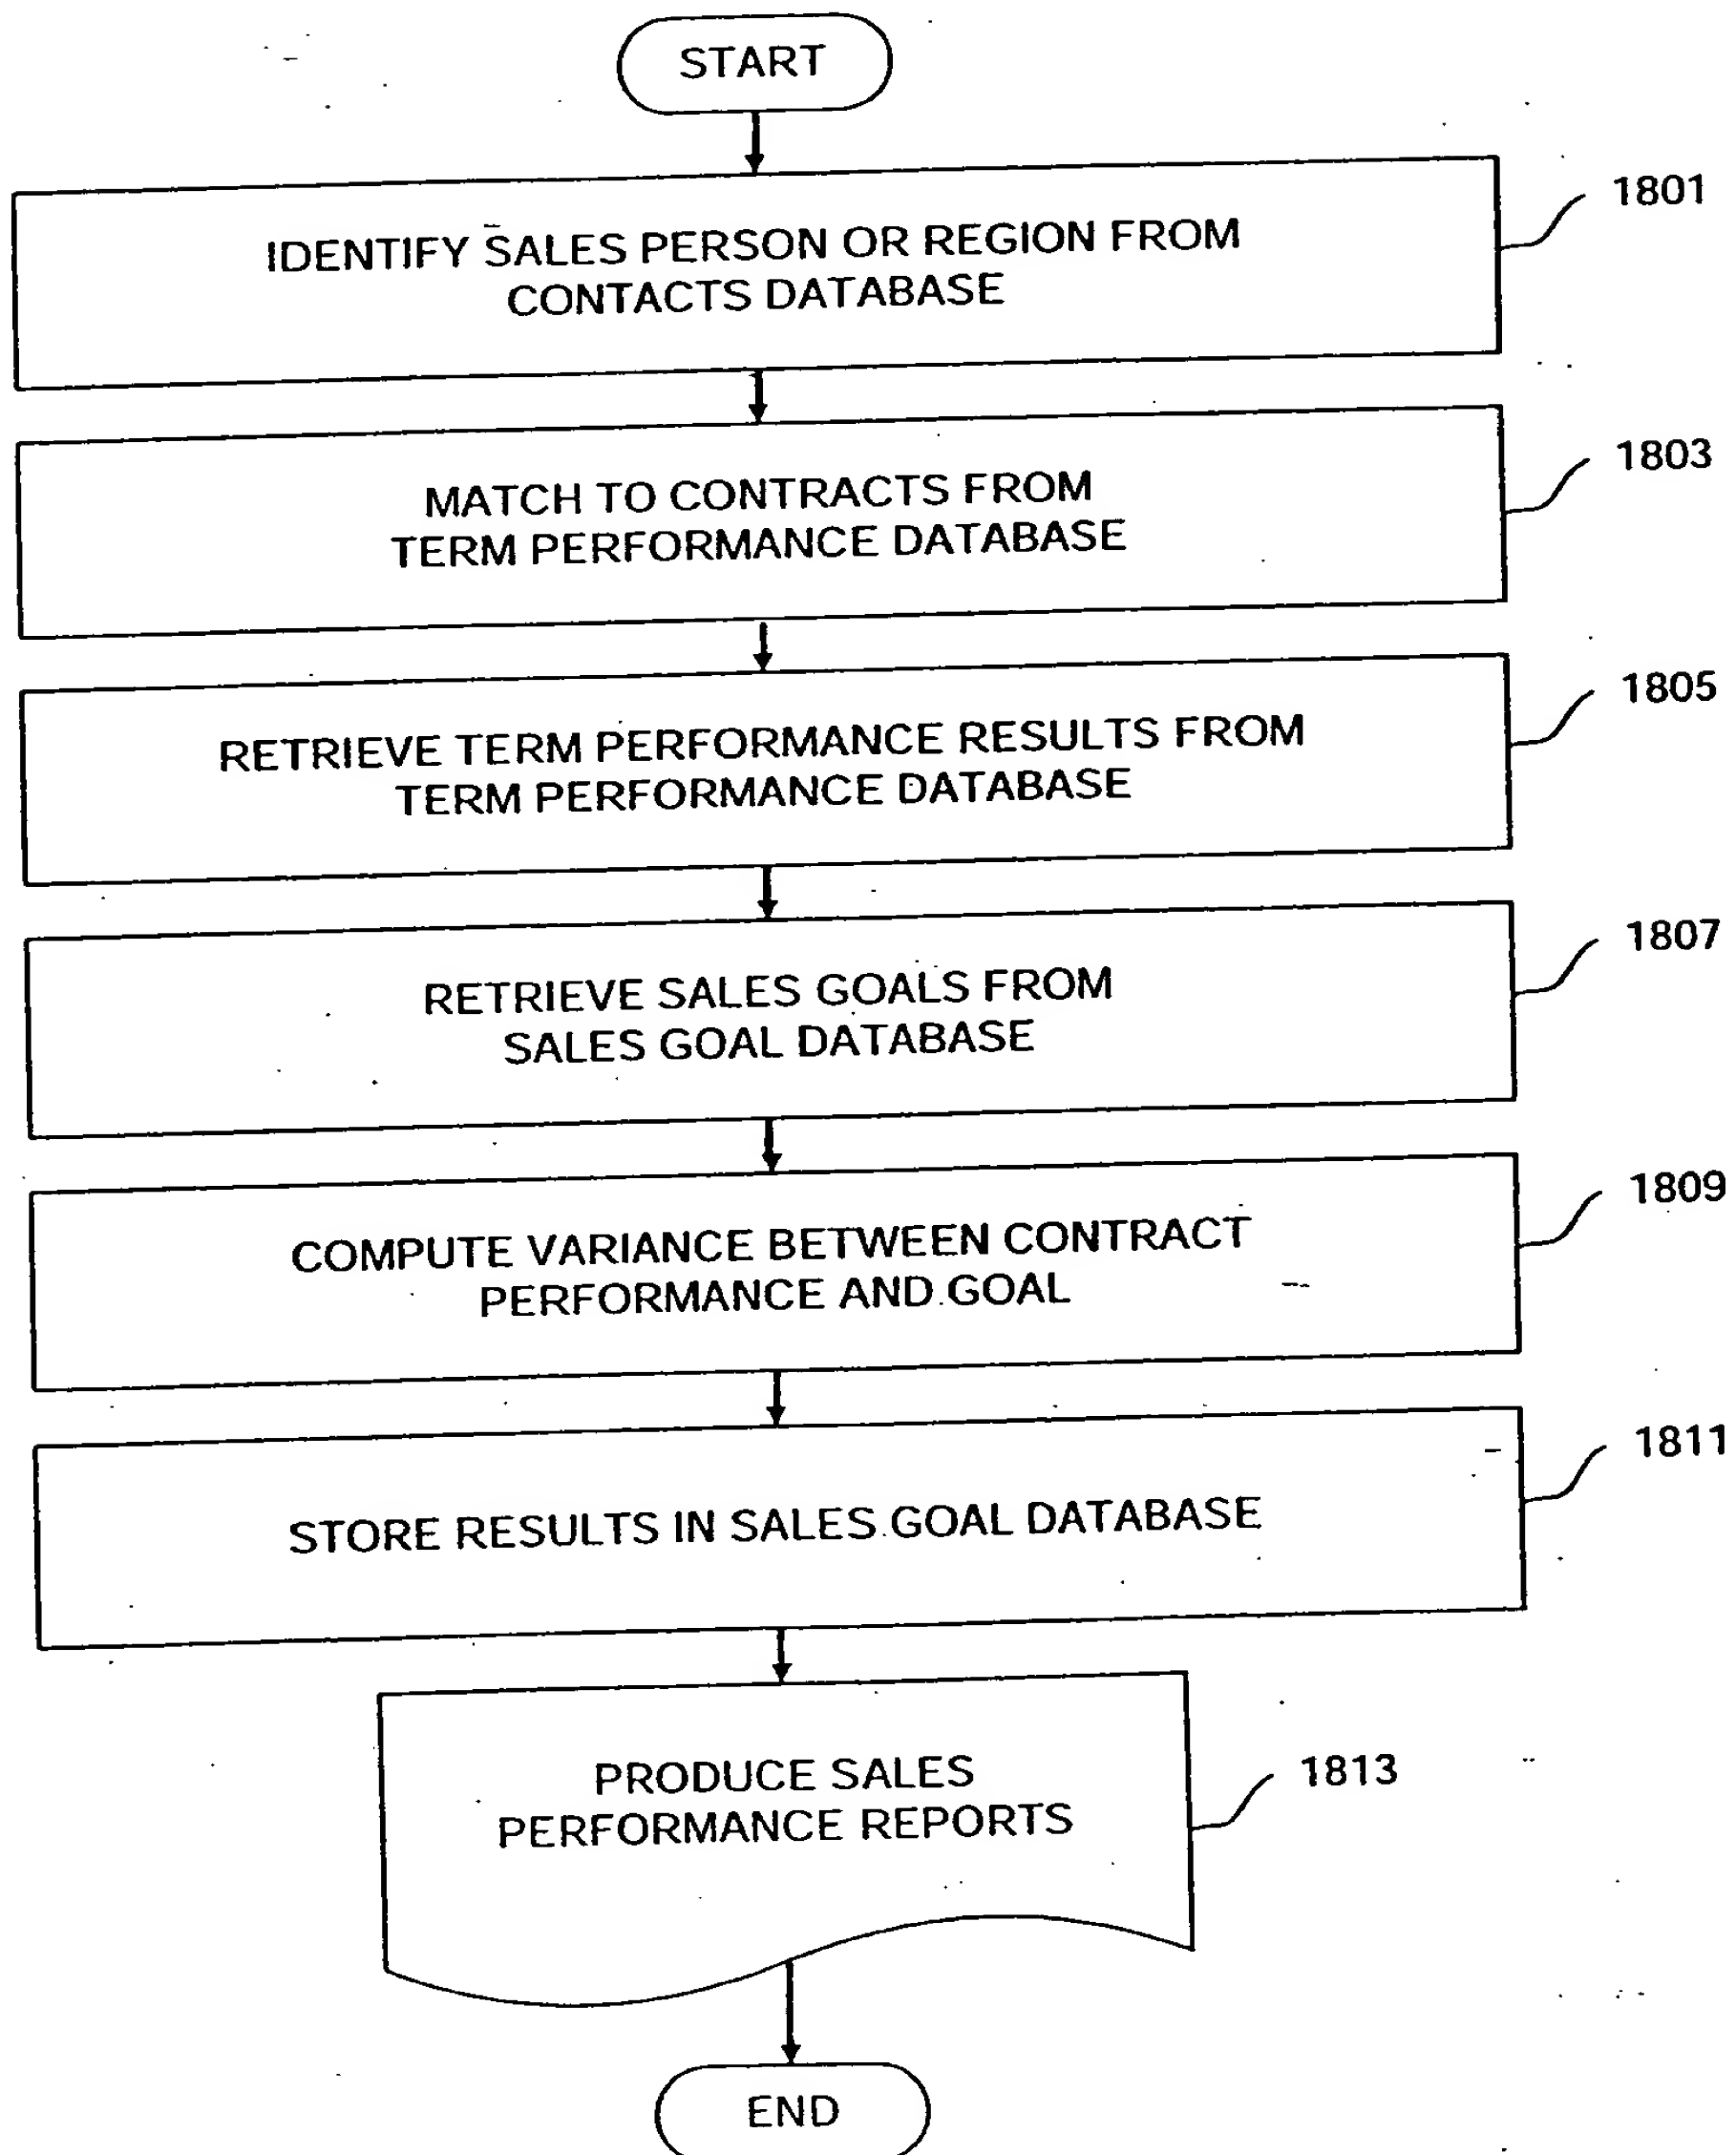 START
IDENTIFY SALES PERSON OR REGION FROM
CONTACTS DATABASE
1801
MATCH TO CONTRACTS FROM
TERM PERFORMANCE DATABASE
1803
RETRIEVE TERM PERFORMANCE RESULTS FROM
TERM PERFORMANCE DATABASE
1805
RETRIEVE SALES GOALS FROM
SALES GOAL DATABASE
1807
COMPUTE VARIANCE BETWEEN CONTRACT
PERFORMANCE AND GOAL
1809
STORE RESULTS IN SALES GOAL DATABASE
1811
PRODUCE SALES
PERFORMANCE REPORTS
1813
END